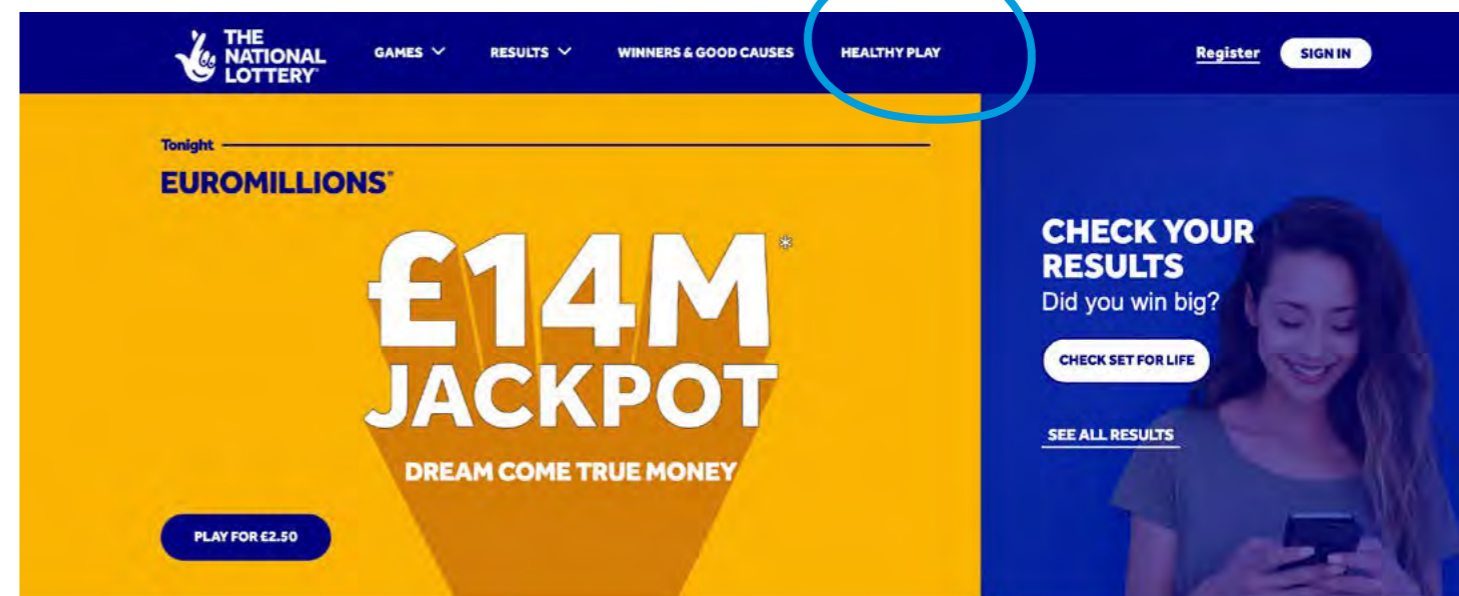 THE
NATIONAL
LOTTERY®
GAMES
RESULTS
WINNERS & GOOD CAUSES
HEALTHY PLAY
Register
SIGN IN
Tonight
EUROMILLIONS®
£14M*
JACKPOT
DREAM COME TRUE MONEY
PLAY FOR £2.50
CHECK YOUR
RESULTS
Did you win big?
CHECK SET FOR LIFE
SEE ALL RESULTS